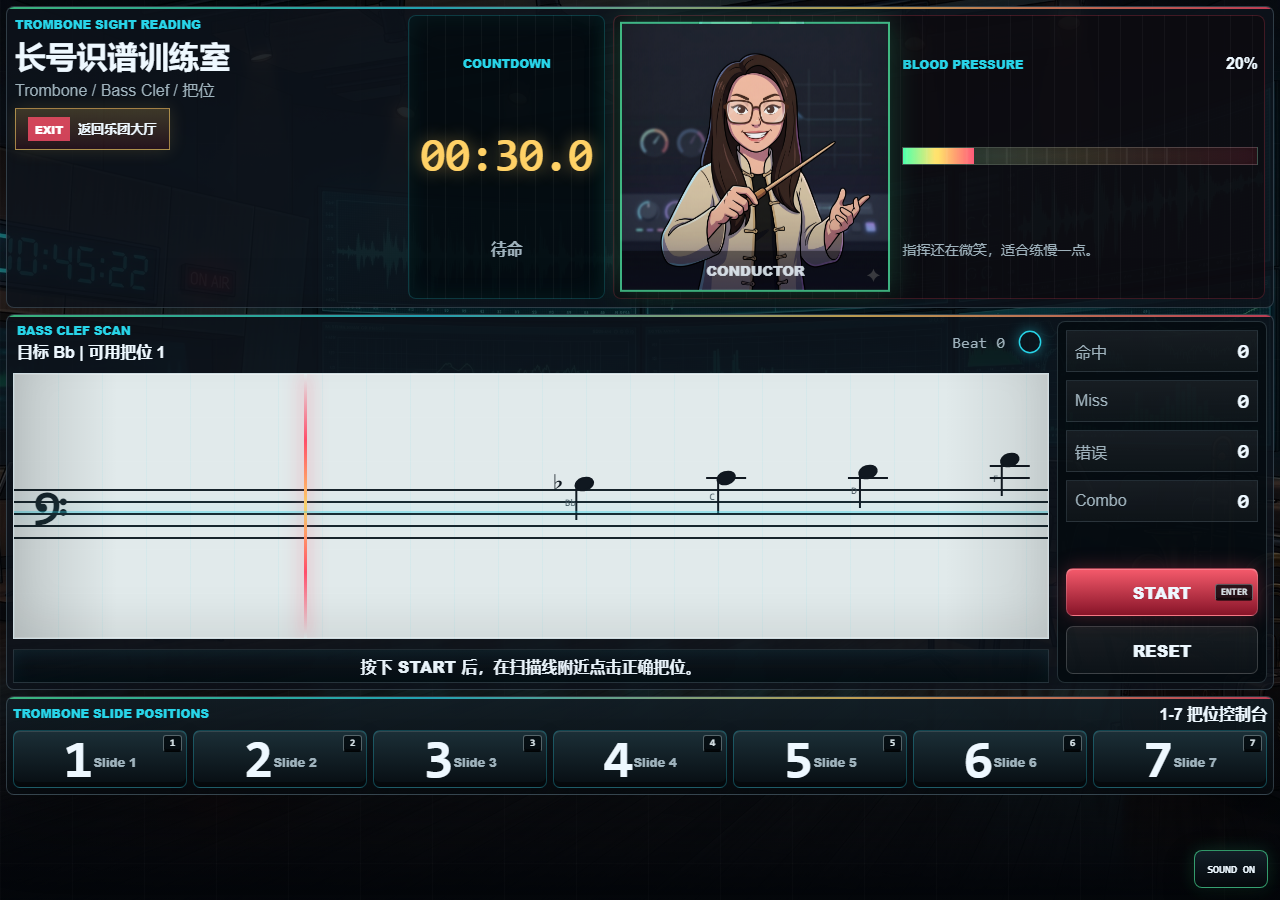 TROMBONE SIGHT READING
长号识谱训练室
Trombone / Bass Clef / 把位
EXIT 返回乐团大厅
10:45:22
ON AIR
COUNTDOWN
00:30.0
待命
CONDUCTOR
BLOOD PRESSURE 20%
指挥还在微笑，适合练慢一点。
BASS CLEF SCAN
目标 Bb | 可用把位 1
Beat 0
Bb
C
D
F
命中 0
Miss 0
错误 0
Combo 0
START ENTER
RESET
按下 START 后，在扫描线附近点击正确把位。
TROMBONE SLIDE POSITIONS
1-7 把位控制台
1 Slide 1 1
2 Slide 2 2
3 Slide 3 3
4 Slide 4 4
5 Slide 5 5
6 Slide 6 6
7 Slide 7 7
SOUND ON